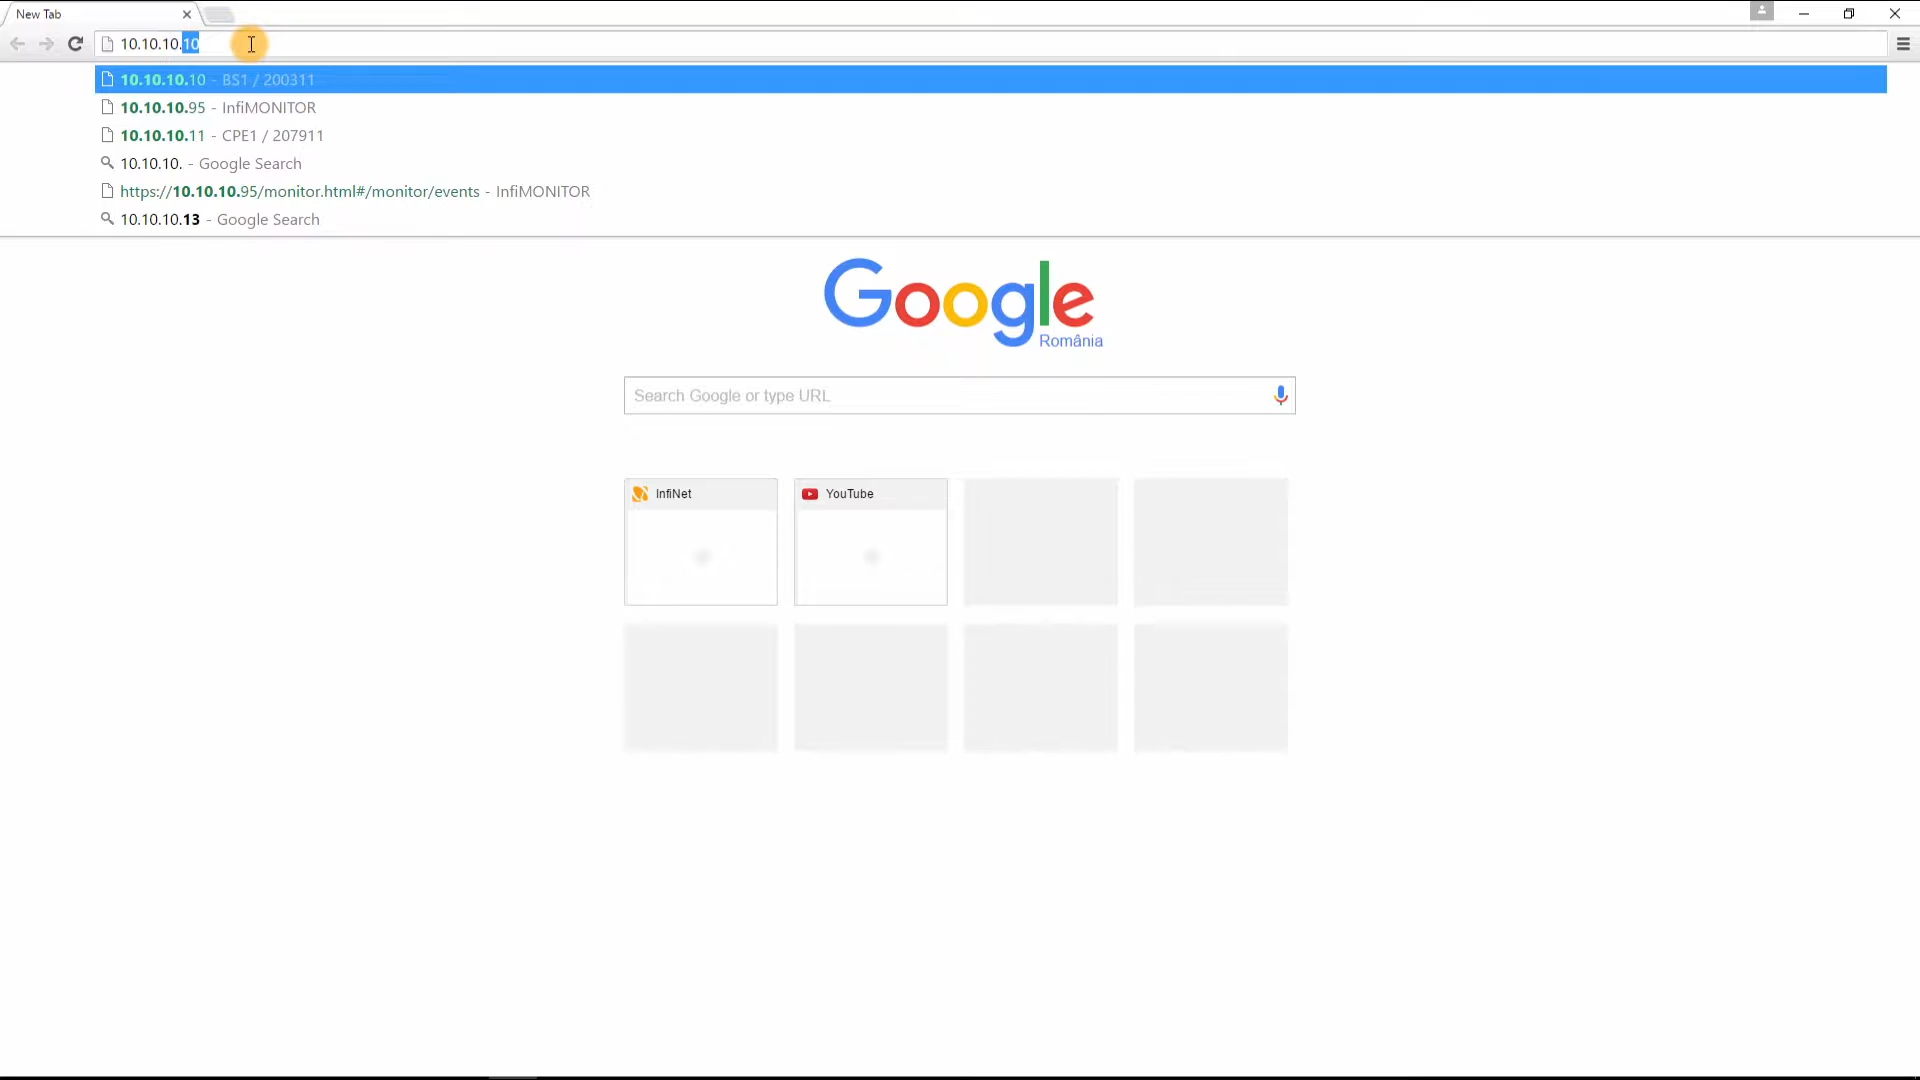 New Tab
10.10.10.10
10.10.10.10 - BS1 / 200311
10.10.10.95 - InfiMONITOR
10.10.10.11 - CPE1 / 207911
10.10.10. - Google Search
https://10.10.10.95/monitor.html#/monitor/events - InfiMONITOR
10.10.10.13 - Google Search
Google
România
Search Google or type URL
InfiNet
YouTube